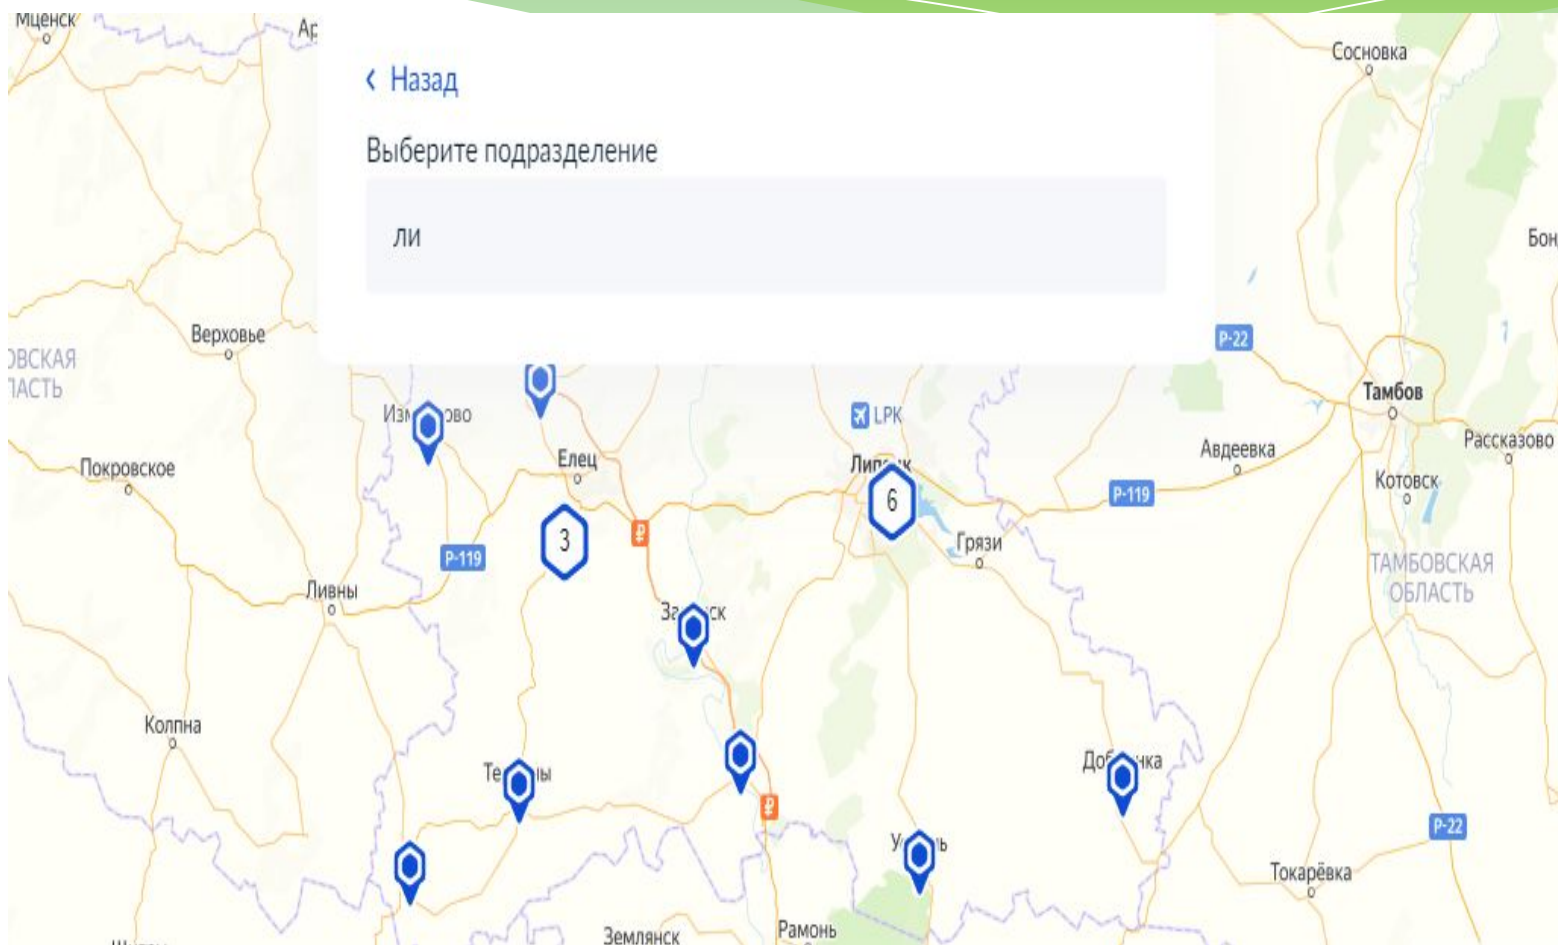 Мценск
Сосновка
Назад
Выберите подразделение
ли
Верховье
Р-22
LPK
Тамбов
Рассказово
Покровское
Елец
Авдеевка
Котовск
6
Р-119
3
Грязи
Р-119
ТАМБОВСКАЯ
ОБЛАСТЬ
Ливны
Колпна
Р-22
Токарёвка
Рамонь
Землянск